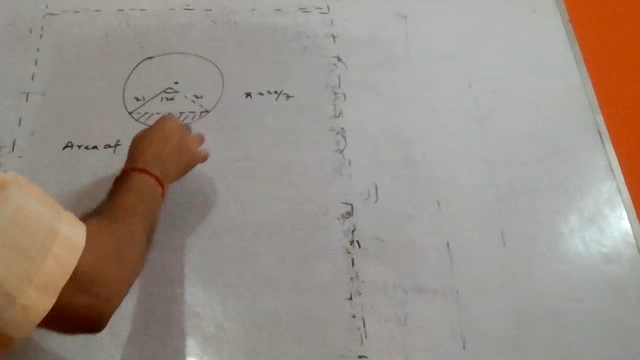 21 120 21
π = 22/7
Area of